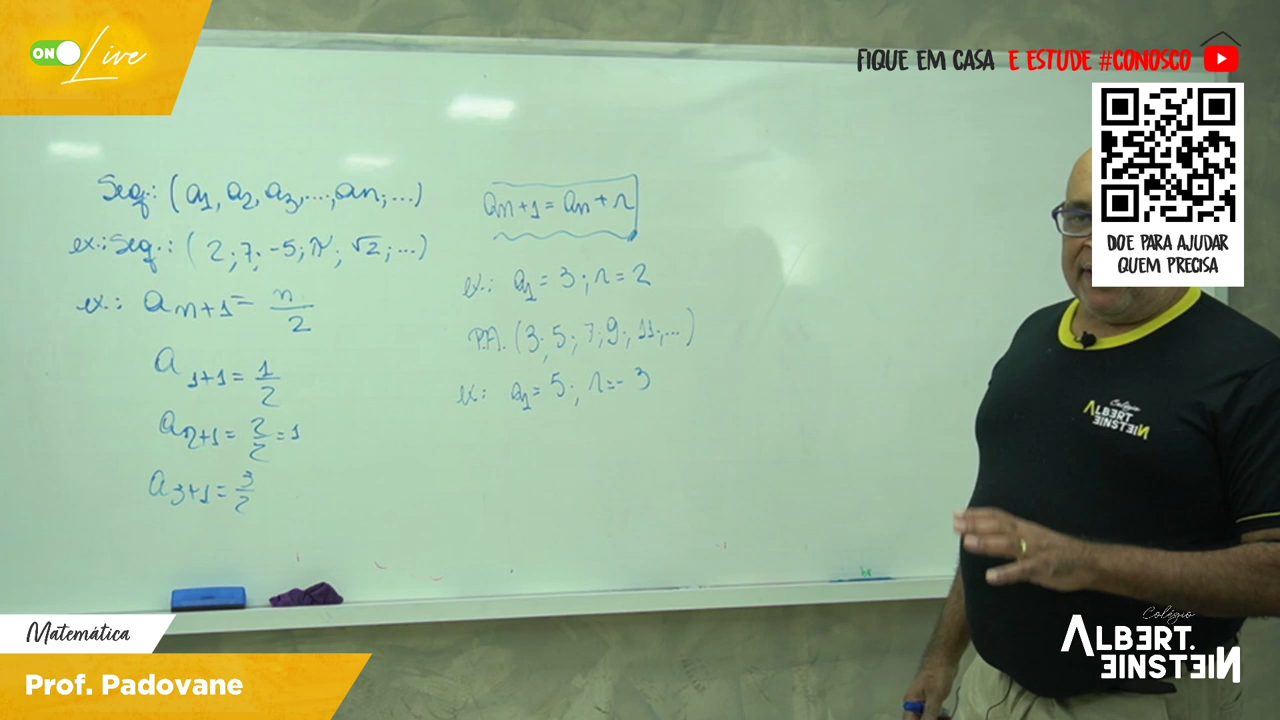 ON Live
FIQUE EM CASA E ESTUDE #CONOSCO
DOE PARA AJUDAR
QUEM PRECISA
Seq.: (a1, a2, a3, ..., an, ...)
ex.: Seq.: (2; 7; -5; π; √2; ...)
ex.: an+1 = n/2
a1+1 = 1/2
a2+1 = 2/2 = 1
a3+1 = 3/2
an+1 = an + r
ex.: a1 = 3; r = 2
P.A. (3; 5; 7; 9; 11; ...)
ex: a1 = 5; r = -3
Colégio
ALBERT
EINSTEIN
Matemática
Prof. Padovane
Colégio
ALBERT.
EINSTEIN